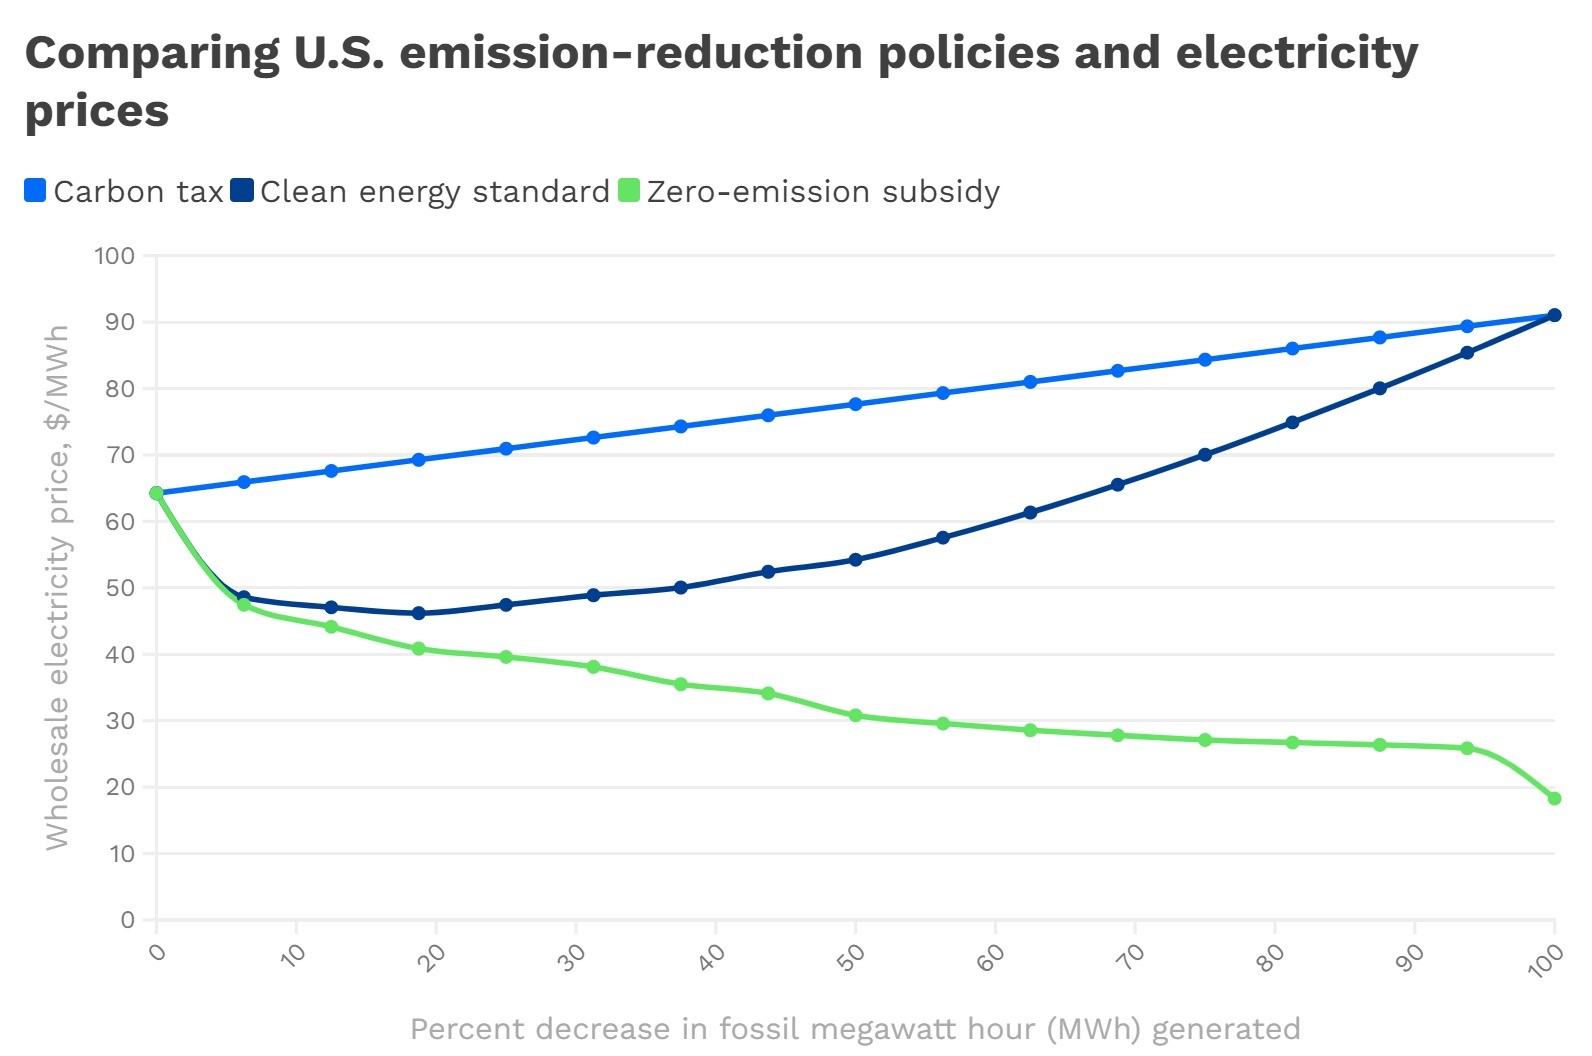 Comparing U.S. emission-reduction policies and electricity
prices
Carbon tax Clean energy standard Zero-emission subsidy
Wholesale electricity price, $/MWh
100
90
80
70
60
50
40
30
20
10
0
0 10 20 30 40 50 60 70 80 90 100
Percent decrease in fossil megawatt hour (MWh) generated